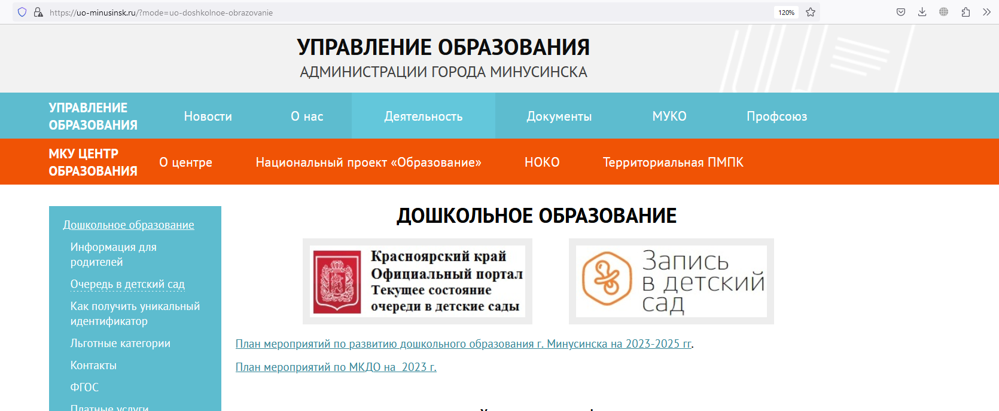 https://uo-minusinsk.ru/?mode=uo-doshkolnoe-obrazovanie
120%
УПРАВЛЕНИЕ ОБРАЗОВАНИЯ
АДМИНИСТРАЦИИ ГОРОДА МИНУСИНСКА
УПРАВЛЕНИЕ
ОБРАЗОВАНИЯ
Новости
О нас
Деятельность
Документы
МУКО
Профсоюз
МКУ ЦЕНТР
ОБРАЗОВАНИЯ
О центре
Национальный проект «Образование»
НОКО
Территориальная ПМПК
Дошкольное образование
Информация для
родителей
Очередь в детский сад
Как получить уникальный
идентификатор
Льготные категории
Контакты
ФГОС
Платные услуги
ДОШКОЛЬНОЕ ОБРАЗОВАНИЕ
Красноярский край
Официальный портал
Текущее состояние
очереди в детские сады
Запись
в детский
сад
План мероприятий по развитию дошкольного образования г. Минусинска на 2023-2025 гг.
План мероприятий по МКДО на  2023 г.